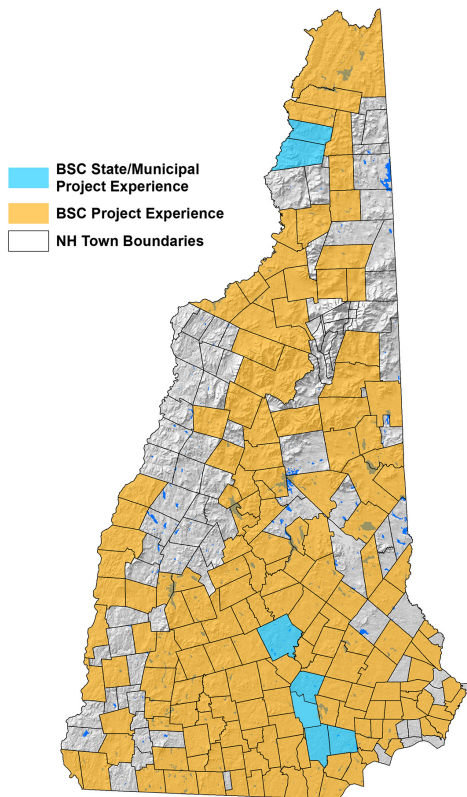 BSC State/Municipal
Project Experience
BSC Project Experience
NH Town Boundaries